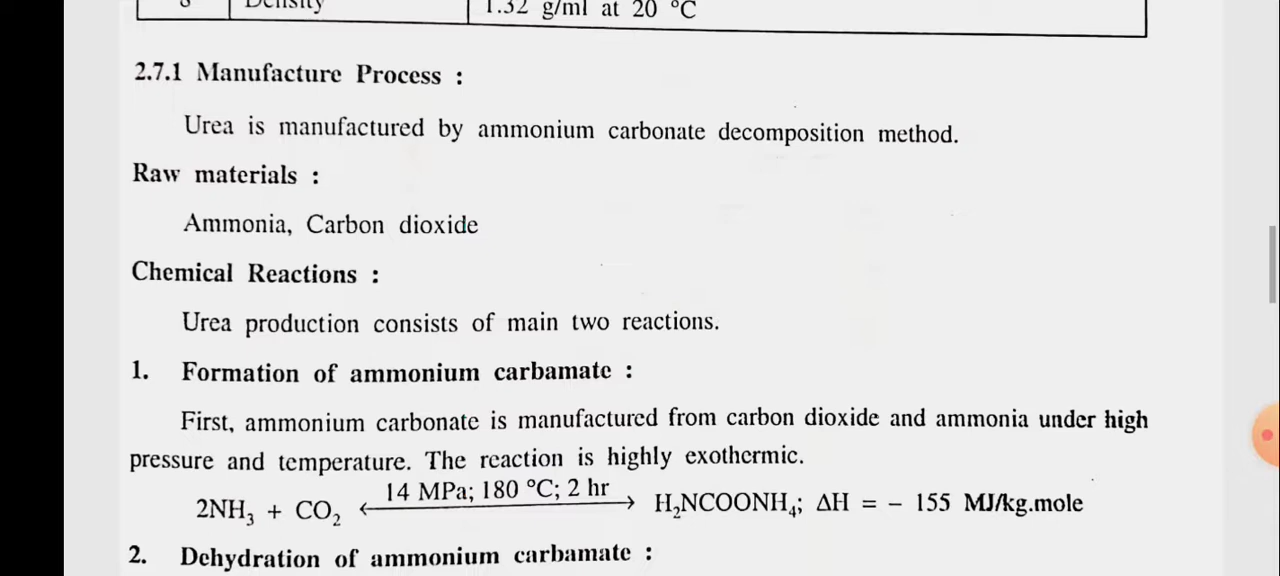 8 Density 1.32 g/ml at 20 °C
2.7.1 Manufacture Process :
Urea is manufactured by ammonium carbonate decomposition method.
Raw materials :
Ammonia, Carbon dioxide
Chemical Reactions :
Urea production consists of main two reactions.
1. Formation of ammonium carbamate :
First, ammonium carbonate is manufactured from carbon dioxide and ammonia under high
pressure and temperature. The reaction is highly exothermic.
14 MPa; 180 °C; 2 hr
2NH₃ + CO₂ ⟷ H₂NCOONH₄; ΔH = – 155 MJ/kg.mole
2. Dehydration of ammonium carbamate :